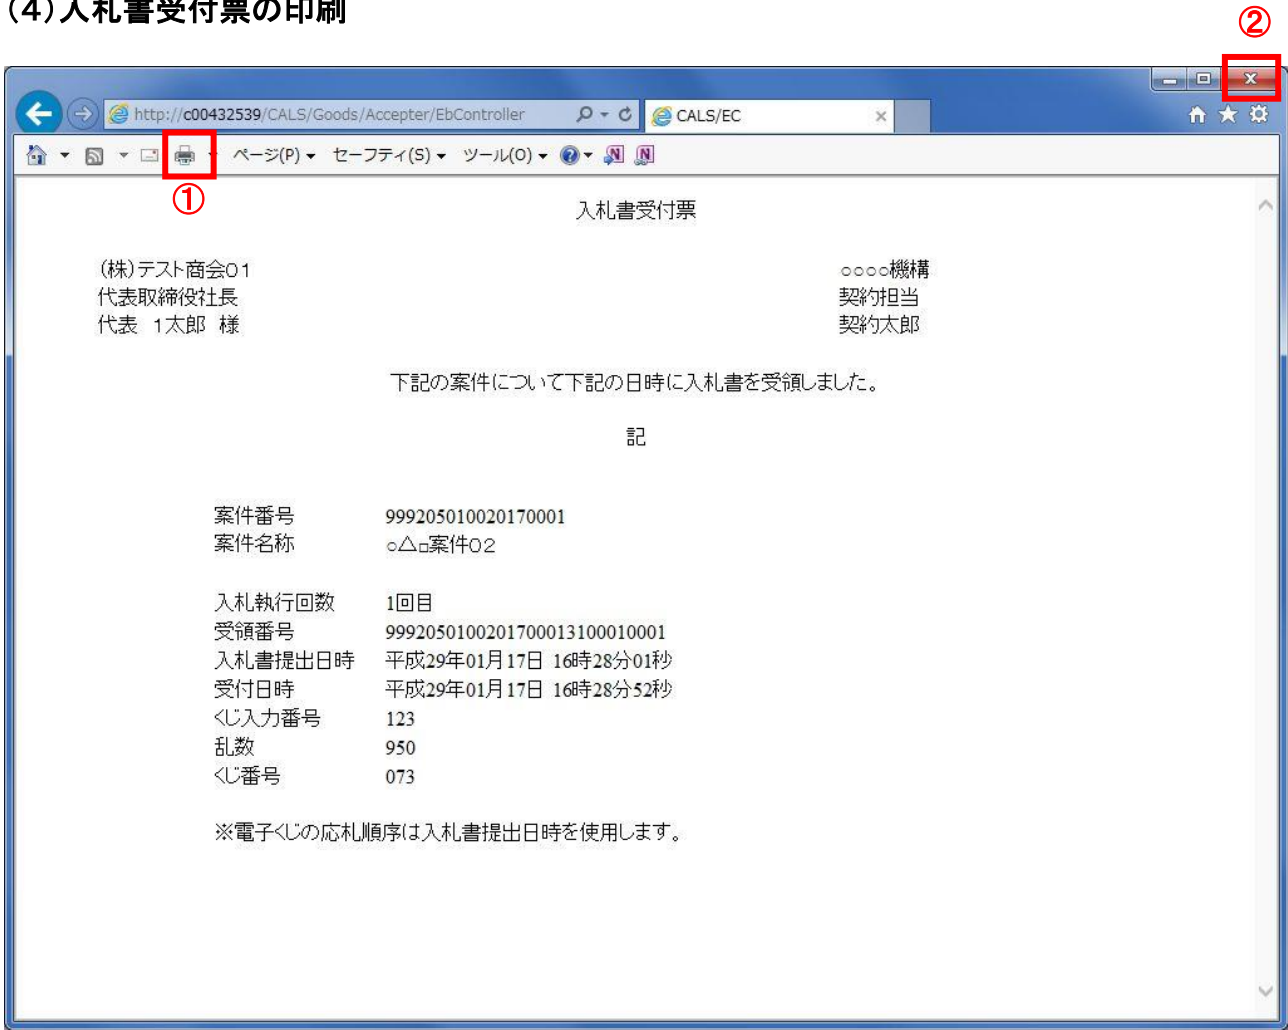 (4)入札書受付票の印刷
②
http://c00432539/CALS/Goods/Accepter/EbController
CALS/EC
ページ(P) セーフティ(S) ツール(O)
①
入札書受付票
(株)テスト商会01
代表取締役社長
代表 1太郎 様
○○○○機構
契約担当
契約太郎
下記の案件について下記の日時に入札書を受領しました。
記
案件番号 999205010020170001
案件名称 ○△□案件02
入札執行回数 1回目
受領番号 9992050100201700013100010001
入札書提出日時 平成29年01月17日 16時28分01秒
受付日時 平成29年01月17日 16時28分52秒
くじ入力番号 123
乱数 950
くじ番号 073
※電子くじの応札順序は入札書提出日時を使用します。